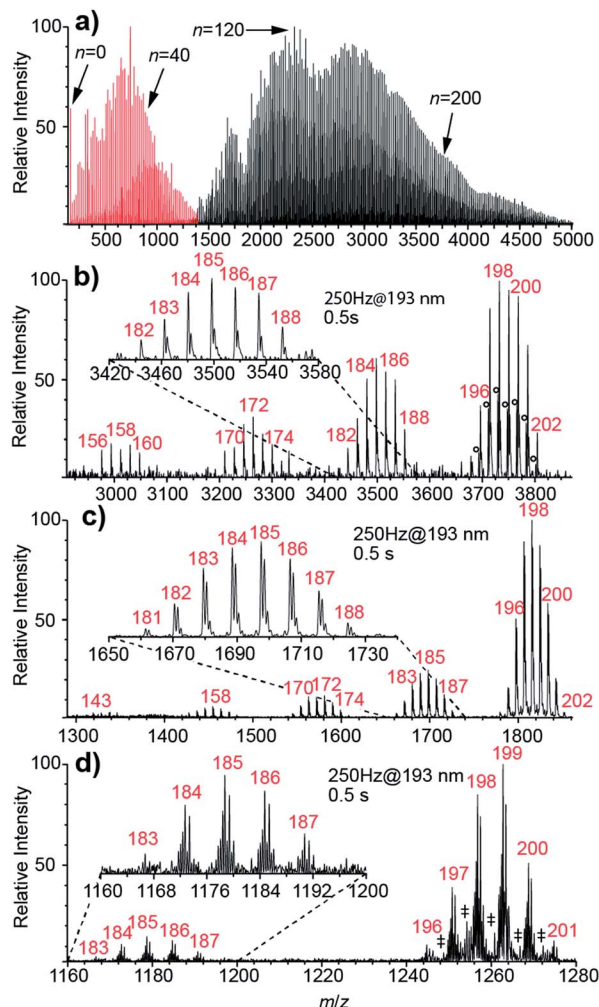 a)
100
n=120
n=0
n=40
n=200
50
Relative Intensity
500 1000 1500 2000 2500 3000 3500 4000 4500 5000
b)
100
185
184 186
183 187
182 188
250Hz@193 nm
0.5s
3420 3460 3500 3540 3580
198
200
184 186
50
196
172
182 188
202
156 158 160
170 174
Relative Intensity
3000 3100 3200 3300 3400 3500 3600 3700 3800
c)
100
185
184 186
183 187
182
181 188
250Hz@193 nm
0.5 s
1650 1670 1690 1710 1730
198
196 200
50
185
183 187
170 172 174
143 158
202
Relative Intensity
1300 1400 1500 1600 1700 1800
d)
100
185
184 186
183 187
250Hz@193 nm
0.5 s
1160 1168 1176 1184 1192 1200
199
198
200
197
50
185
184 186
183 187
196 ‡ ‡ ‡ ‡ ‡ 201
Relative Intensity
1160 1180 1200 1220 1240 1260 1280
m/z